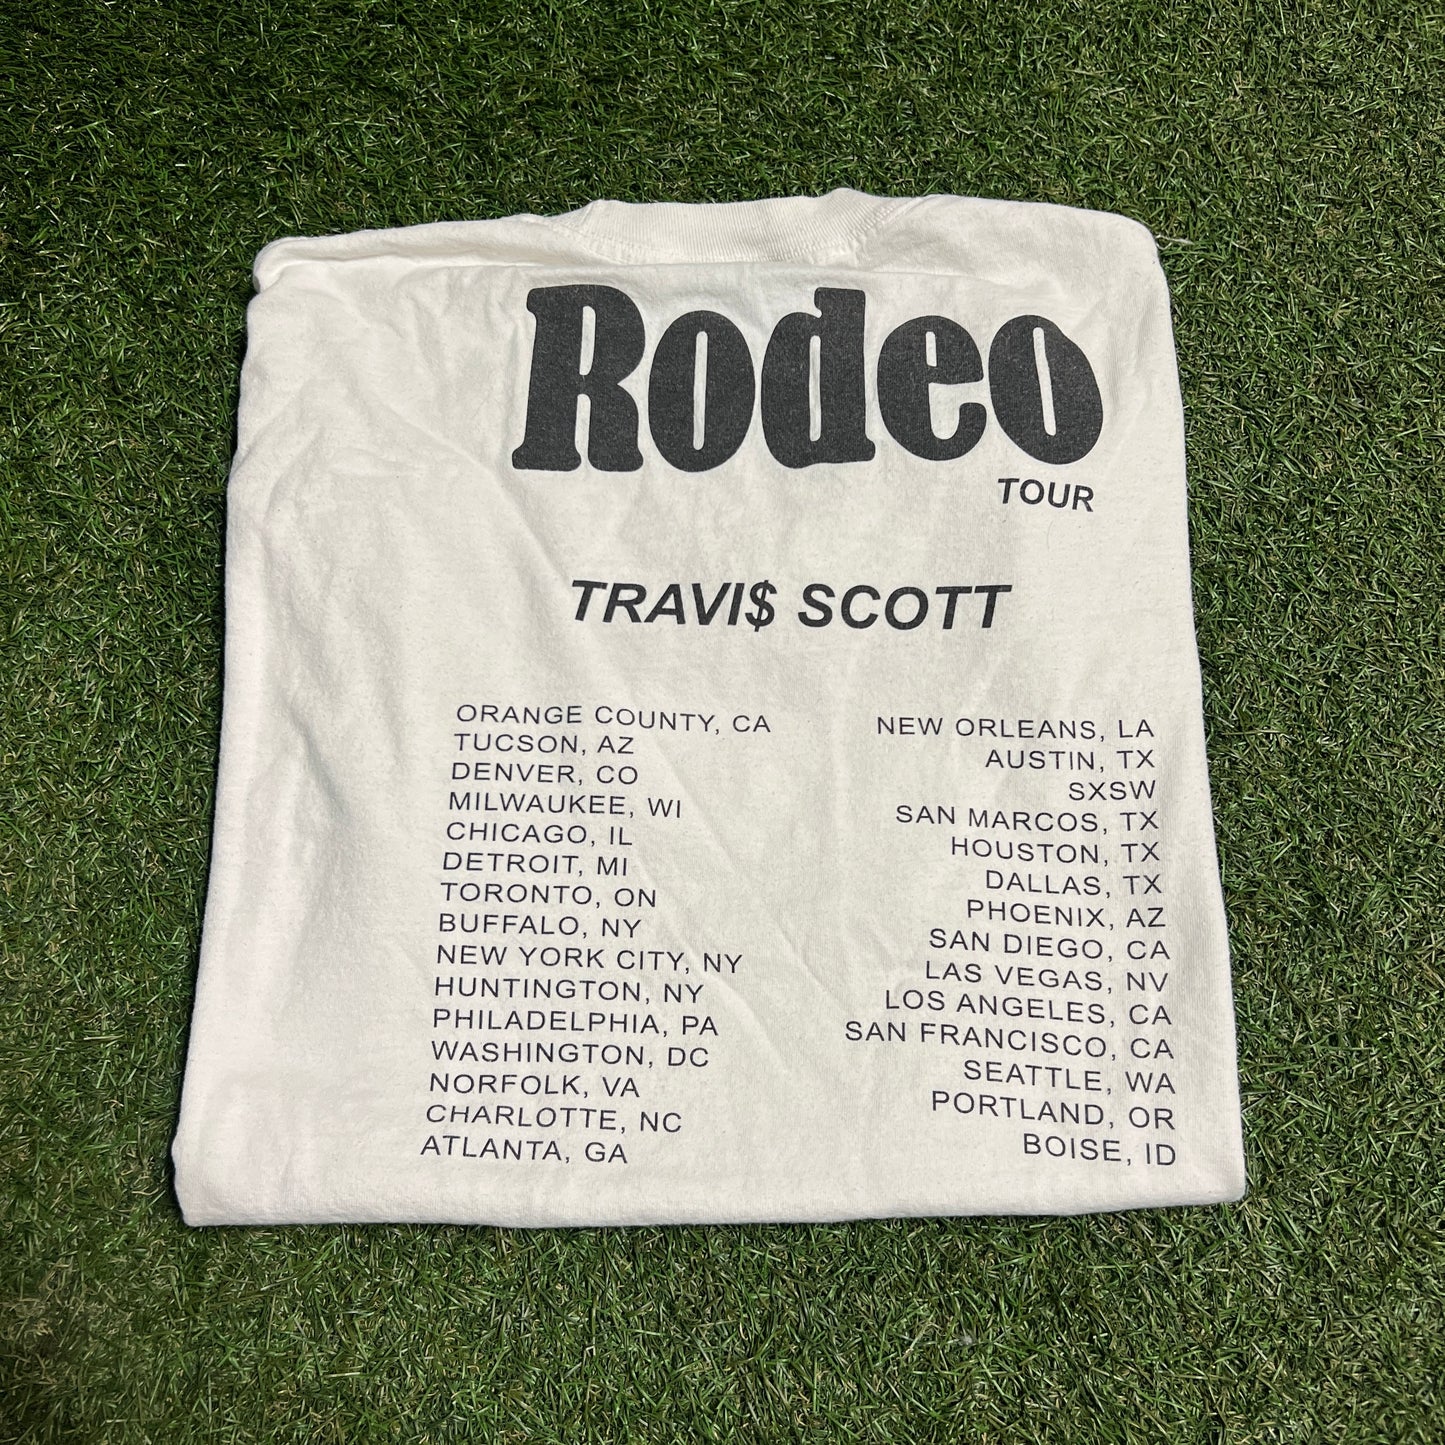 Rodeo
TOUR
TRAVI$ SCOTT
ORANGE COUNTY, CA
TUCSON, AZ
DENVER, CO
MILWAUKEE, WI
CHICAGO, IL
DETROIT, MI
TORONTO, ON
BUFFALO, NY
NEW YORK CITY, NY
HUNTINGTON, NY
PHILADELPHIA, PA
WASHINGTON, DC
NORFOLK, VA
CHARLOTTE, NC
ATLANTA, GA
NEW ORLEANS, LA
AUSTIN, TX
SXSW
SAN MARCOS, TX
HOUSTON, TX
DALLAS, TX
PHOENIX, AZ
SAN DIEGO, CA
LAS VEGAS, NV
LOS ANGELES, CA
SAN FRANCISCO, CA
SEATTLE, WA
PORTLAND, OR
BOISE, ID